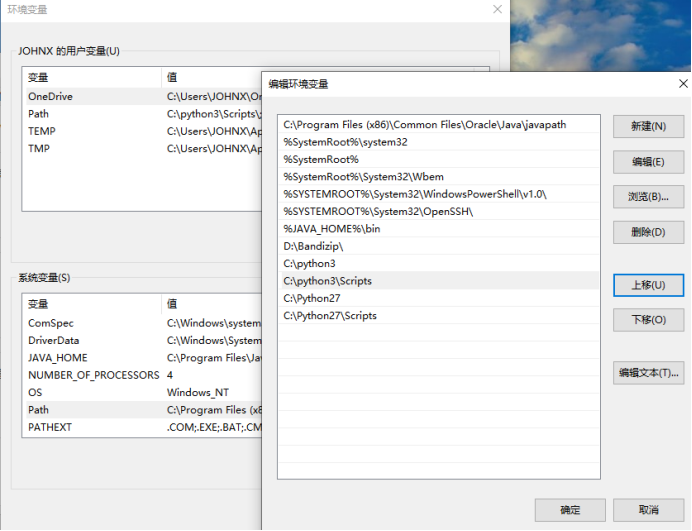 环境变量
JOHNX 的用户变量(U)
变量 值
OneDrive C:\Users\JOHNX\On
Path C:\python3\Scripts\
TEMP C:\Users\JOHNX\Ap
TMP C:\Users\JOHNX\Ap
系统变量(S)
变量 值
ComSpec C:\Windows\system
DriverData C:\Windows\System
JAVA_HOME C:\Program Files\Jav
NUMBER_OF_PROCESSORS 4
OS Windows_NT
Path C:\Program Files (x8
PATHEXT .COM;.EXE;.BAT;.CM
编辑环境变量
C:\Program Files (x86)\Common Files\Oracle\Java\javapath
%SystemRoot%\system32
%SystemRoot%
%SystemRoot%\System32\Wbem
%SYSTEMROOT%\System32\WindowsPowerShell\v1.0\
%SYSTEMROOT%\System32\OpenSSH\
%JAVA_HOME%\bin
D:\Bandizip\
C:\python3
C:\python3\Scripts
C:\Python27
C:\Python27\Scripts
新建(N)
编辑(E)
浏览(B)...
删除(D)
上移(U)
下移(O)
编辑文本(T)...
确定
取消